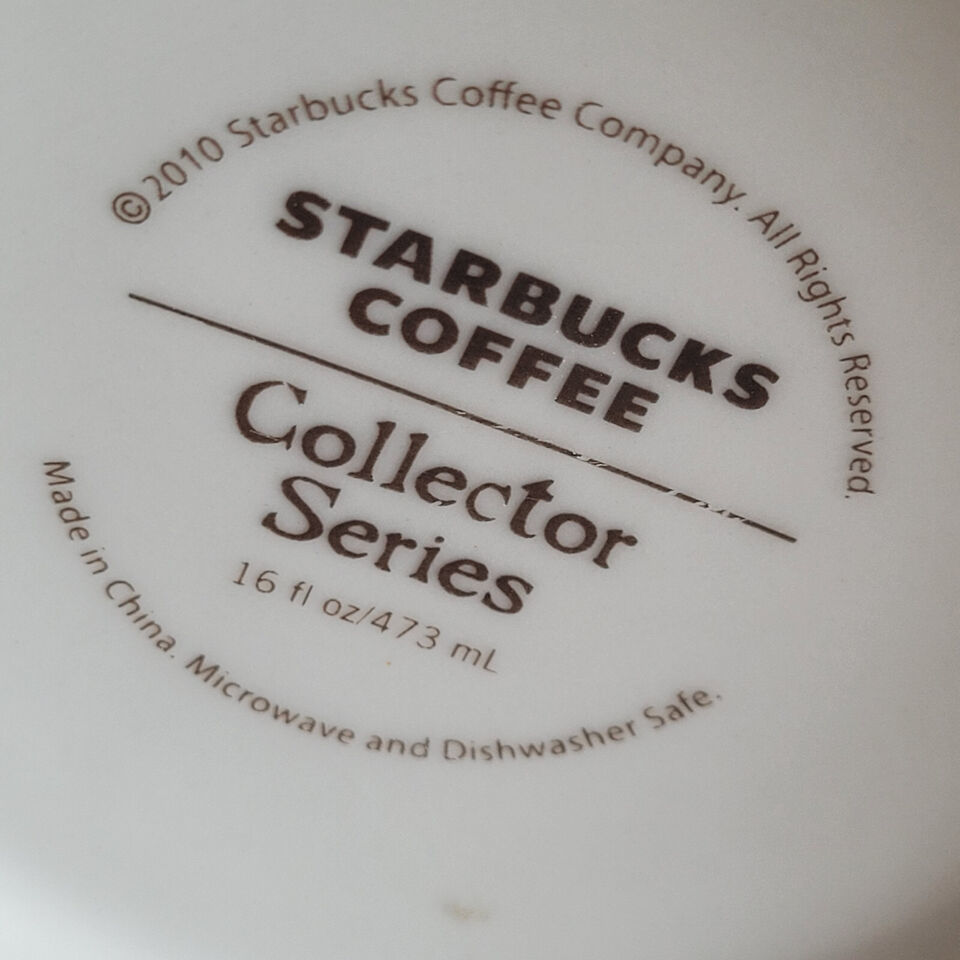 ©2010 Starbucks Coffee Company. All Rights Reserved.
STARBUCKS
COFFEE
Collector
Series
16 fl oz/473 mL
Made in China. Microwave and Dishwasher Safe.